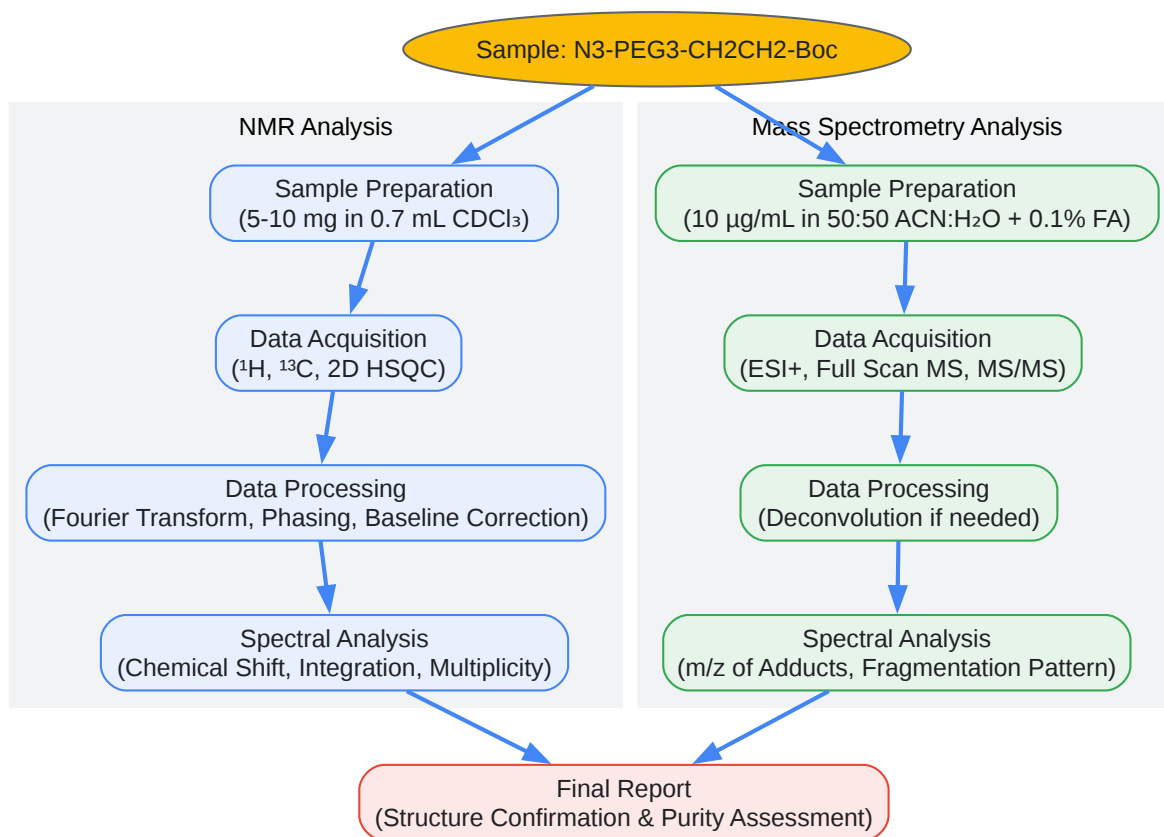 Sample: N3-PEG3-CH2CH2-Boc
NMR Analysis
Sample Preparation
(5-10 mg in 0.7 mL CDCl₃)
Data Acquisition
(¹H, ¹³C, 2D HSQC)
Data Processing
(Fourier Transform, Phasing, Baseline Correction)
Spectral Analysis
(Chemical Shift, Integration, Multiplicity)
Mass Spectrometry Analysis
Sample Preparation
(10 µg/mL in 50:50 ACN:H₂O + 0.1% FA)
Data Acquisition
(ESI+, Full Scan MS, MS/MS)
Data Processing
(Deconvolution if needed)
Spectral Analysis
(m/z of Adducts, Fragmentation Pattern)
Final Report
(Structure Confirmation & Purity Assessment)